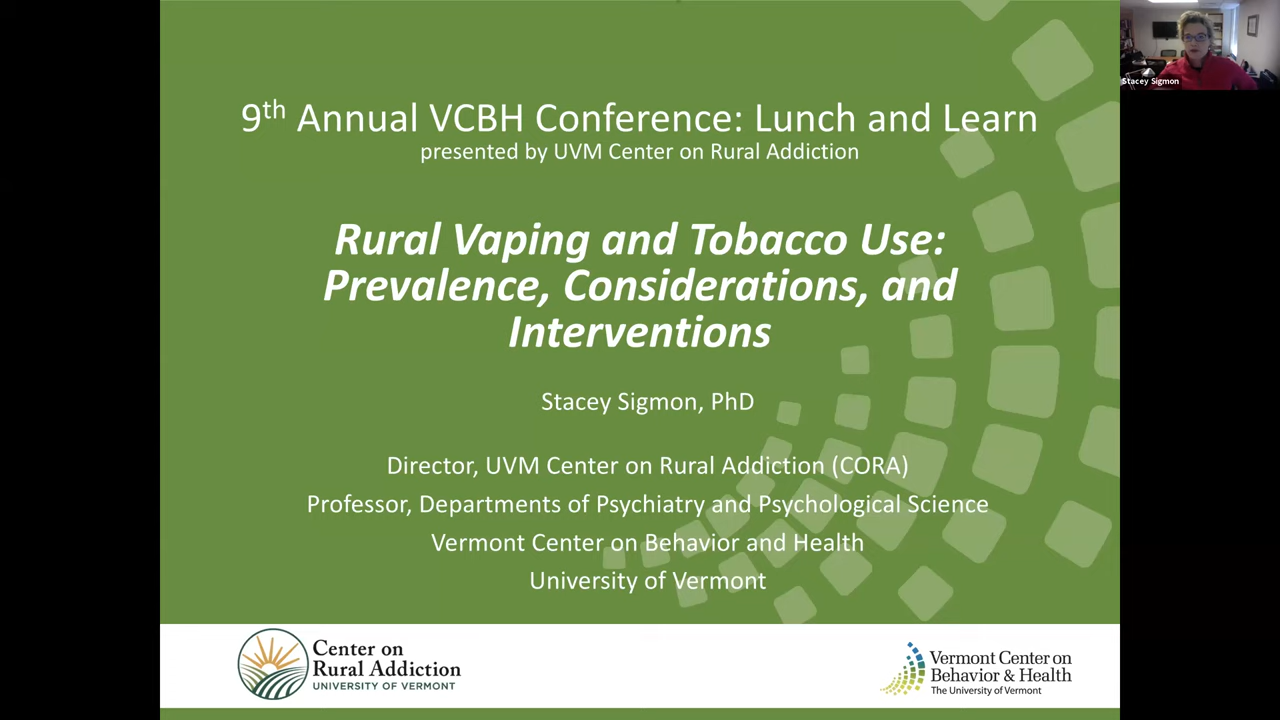 9th Annual VCBH Conference: Lunch and Learn
presented by UVM Center on Rural Addiction
Rural Vaping and Tobacco Use:
Prevalence, Considerations, and
Interventions
Stacey Sigmon, PhD
Director, UVM Center on Rural Addiction (CORA)
Professor, Departments of Psychiatry and Psychological Science
Vermont Center on Behavior and Health
University of Vermont
Center on
Rural Addiction
UNIVERSITY OF VERMONT
Vermont Center on
Behavior & Health
The University of Vermont
Stacey Sigmon